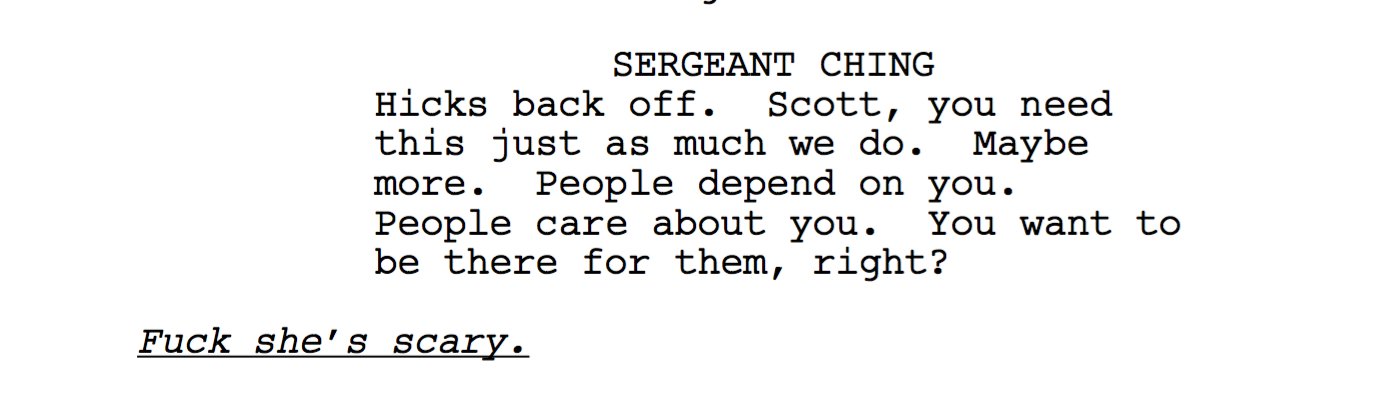 SERGEANT CHING
Hicks back off.  Scott, you need
this just as much we do.  Maybe
more.  People depend on you.
People care about you.  You want to
be there for them, right?
Fuck she's scary.